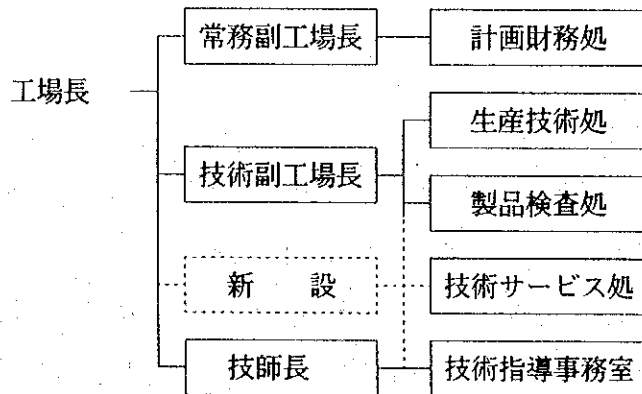 常務副工場長
計画財務処
工場長
生産技術処
技術副工場長
製品検査処
新 設
技術サービス処
技師長
技術指導事務室